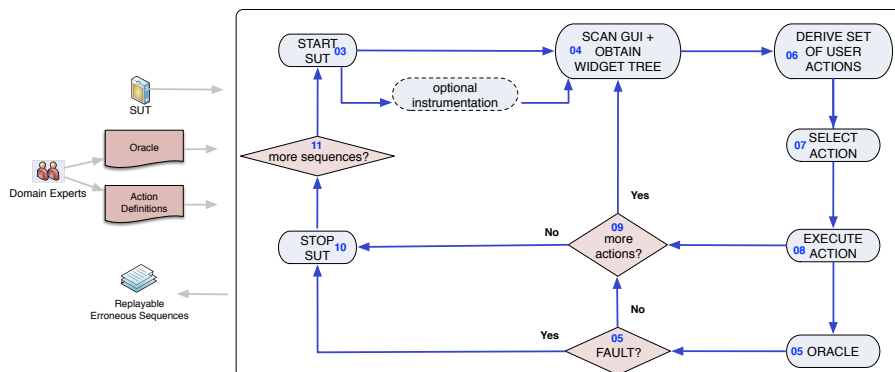 START
SUT 03
SCAN GUI +
04 OBTAIN
WIDGET TREE
DERIVE SET
OF USER
06 ACTIONS
optional
instrumentation
SUT
11
more sequences?
07 SELECT
ACTION
Oracle
Domain Experts
Action
Definitions
Yes
STOP
SUT 10
No
09
more
actions?
EXECUTE
08 ACTION
Replayable
Erroneous Sequences
No
Yes
05
FAULT?
05 ORACLE